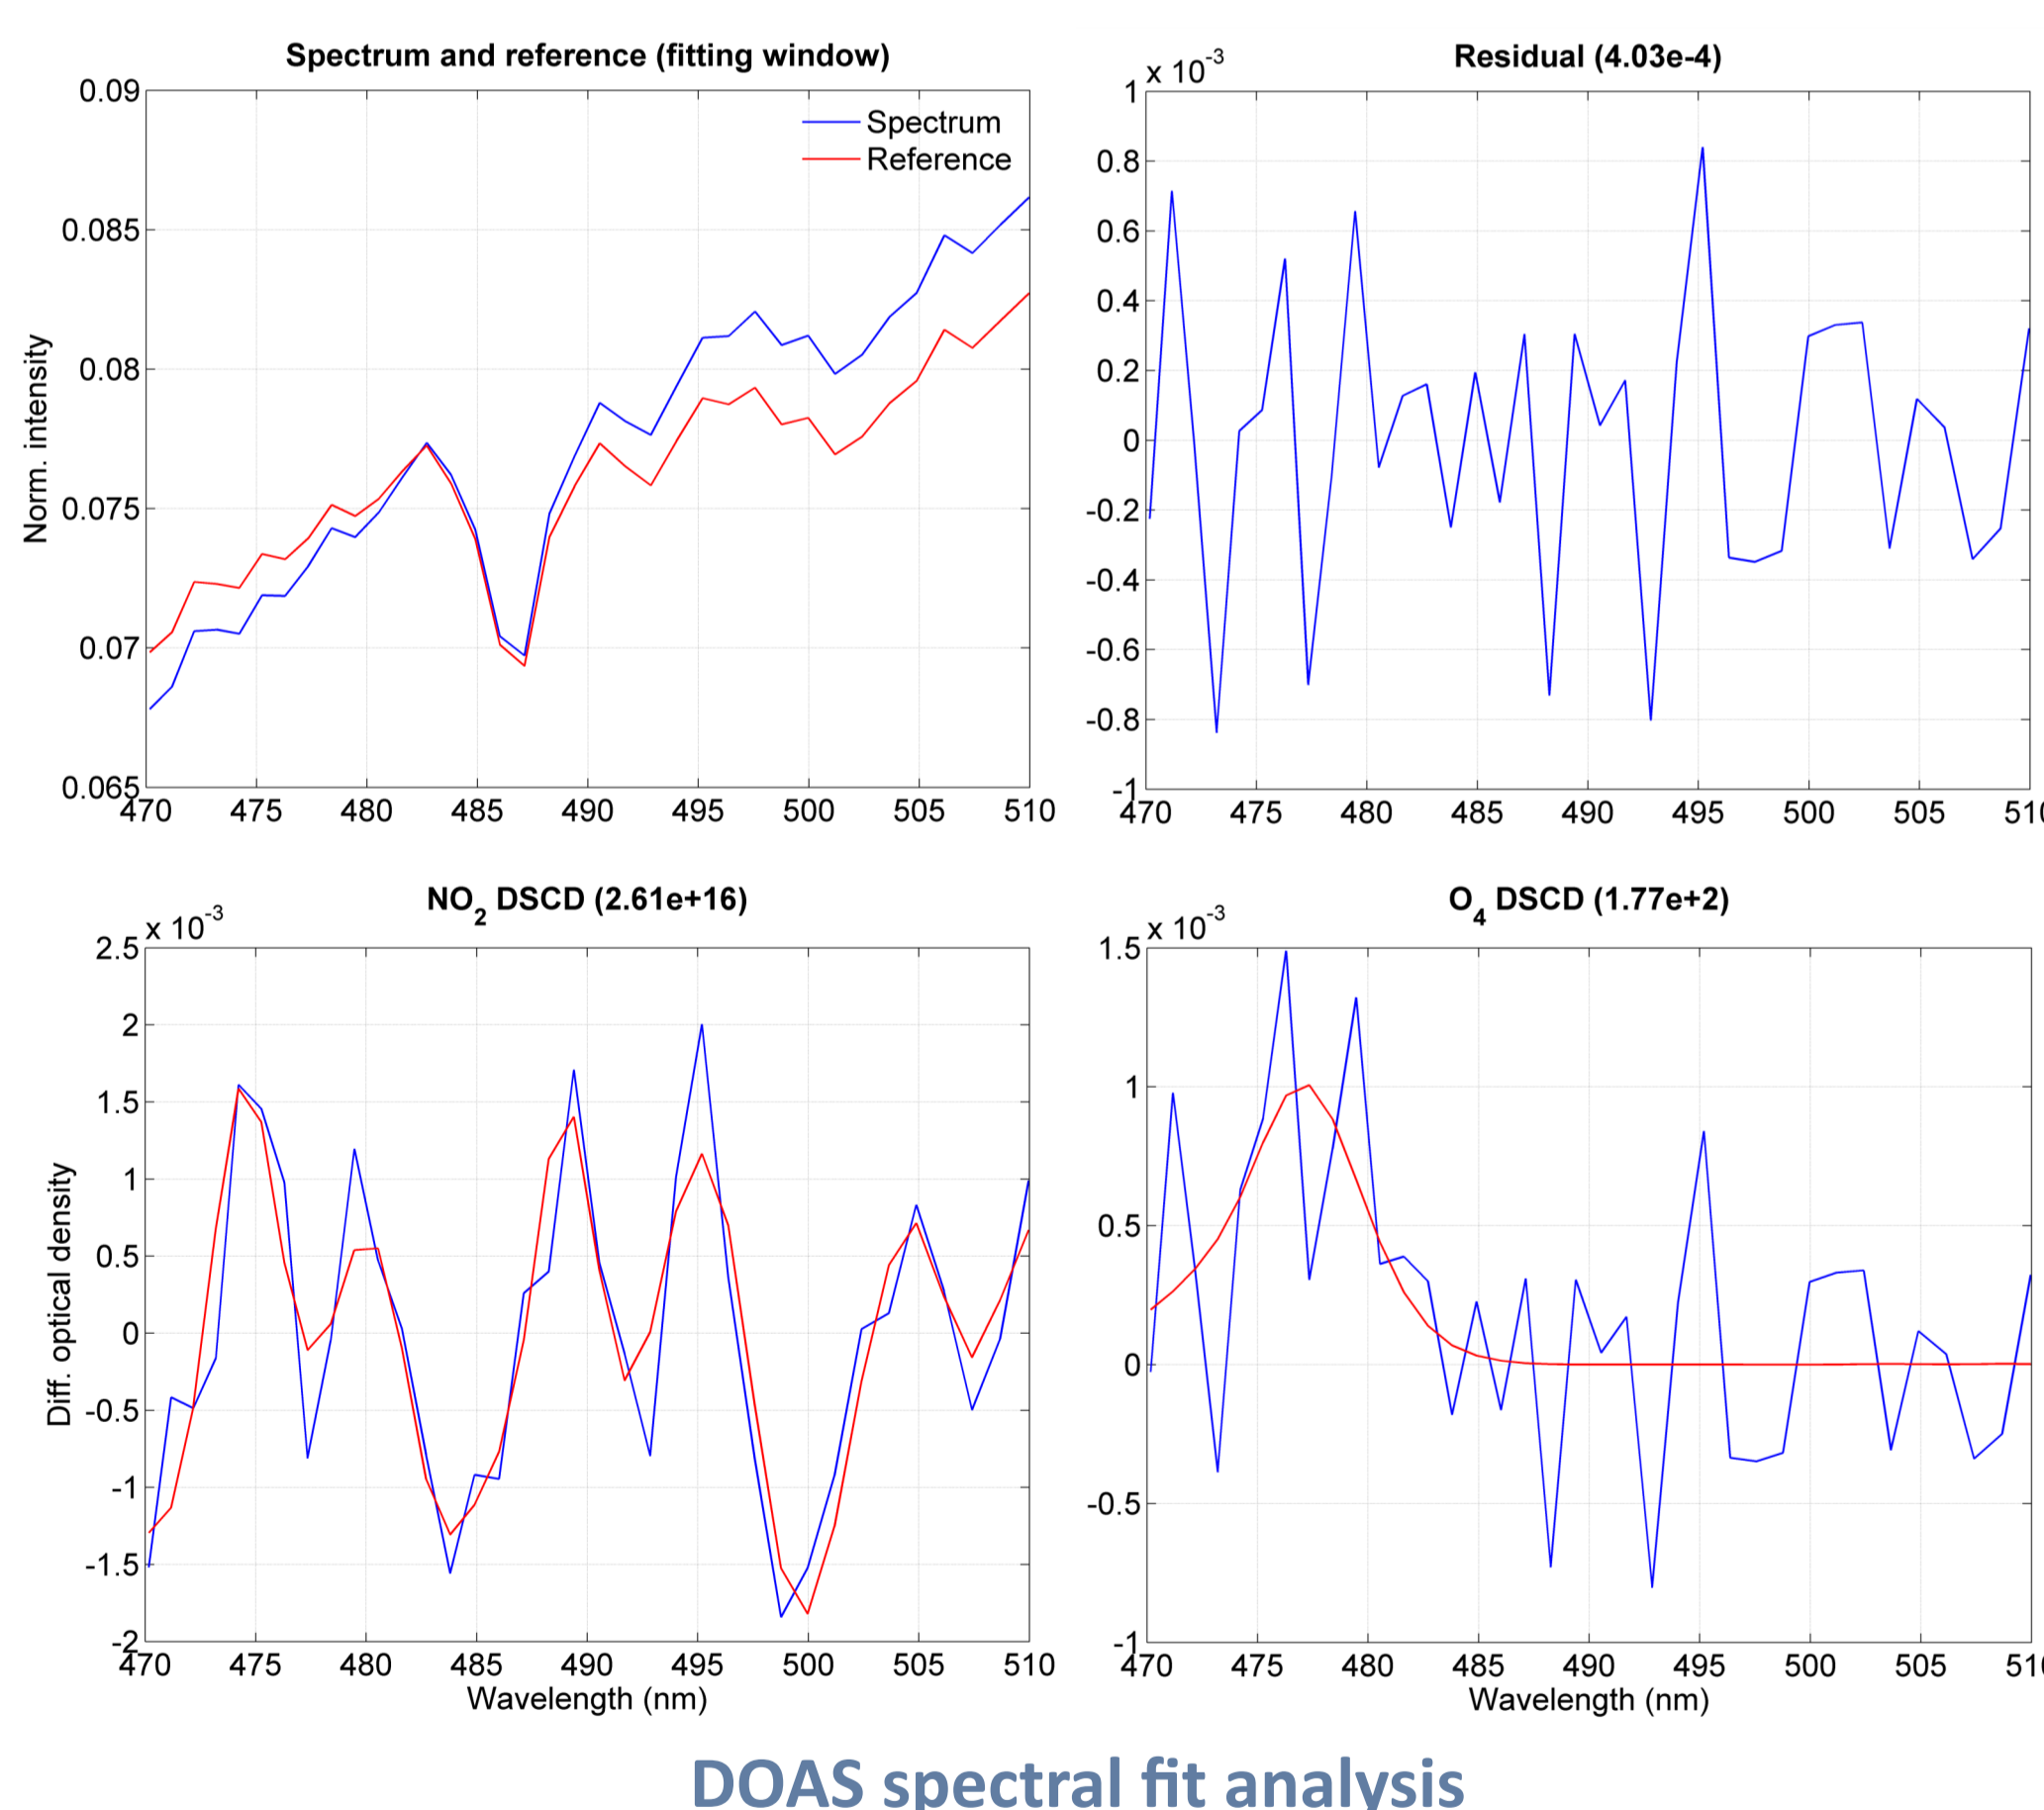 Spectrum and reference (fitting window)
0.09
0.085
0.08
0.075
0.07
0.065
Norm. intensity
Spectrum
Reference
470 475 480 485 490 495 500 505 510
Residual (4.03e-4)
x 10-3
1
0.8
0.6
0.4
0.2
0
-0.2
-0.4
-0.6
-0.8
-1
470 475 480 485 490 495 500 505 510
NO2 DSCD (2.61e+16)
x 10-3
2.5
2
1.5
1
0.5
0
-0.5
-1
-1.5
-2
Diff. optical density
470 475 480 485 490 495 500 505 510
Wavelength (nm)
O4 DSCD (1.77e+2)
x 10-3
1.5
1
0.5
0
-0.5
-1
470 475 480 485 490 495 500 505 510
Wavelength (nm)
DOAS spectral fit analysis